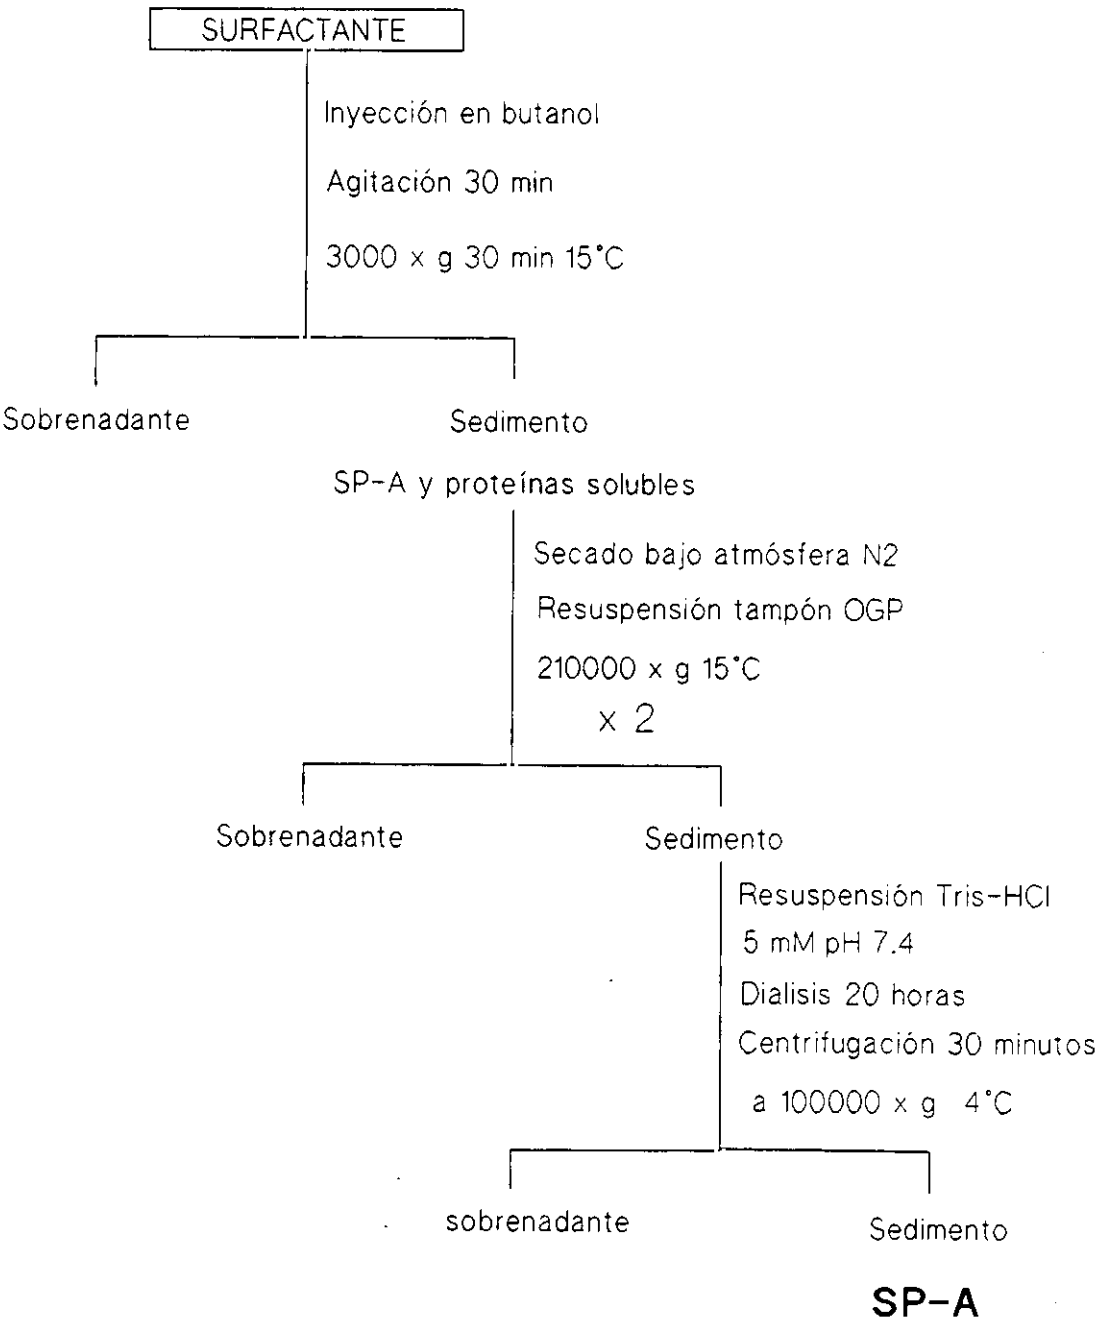 SURFACTANTE
Inyección en butanol
Agitación 30 min
3000 x g 30 min 15°C
Sobrenadante
Sedimento
SP-A y proteínas solubles
Secado bajo atmósfera N2
Resuspensión tampón OGP
210000 x g 15°C
x 2
Sobrenadante
Sedimento
Resuspensión Tris-HCl
5 mM pH 7.4
Dialisis 20 horas
Centrifugación 30 minutos
a 100000 x g 4°C
sobrenadante
Sedimento
SP-A